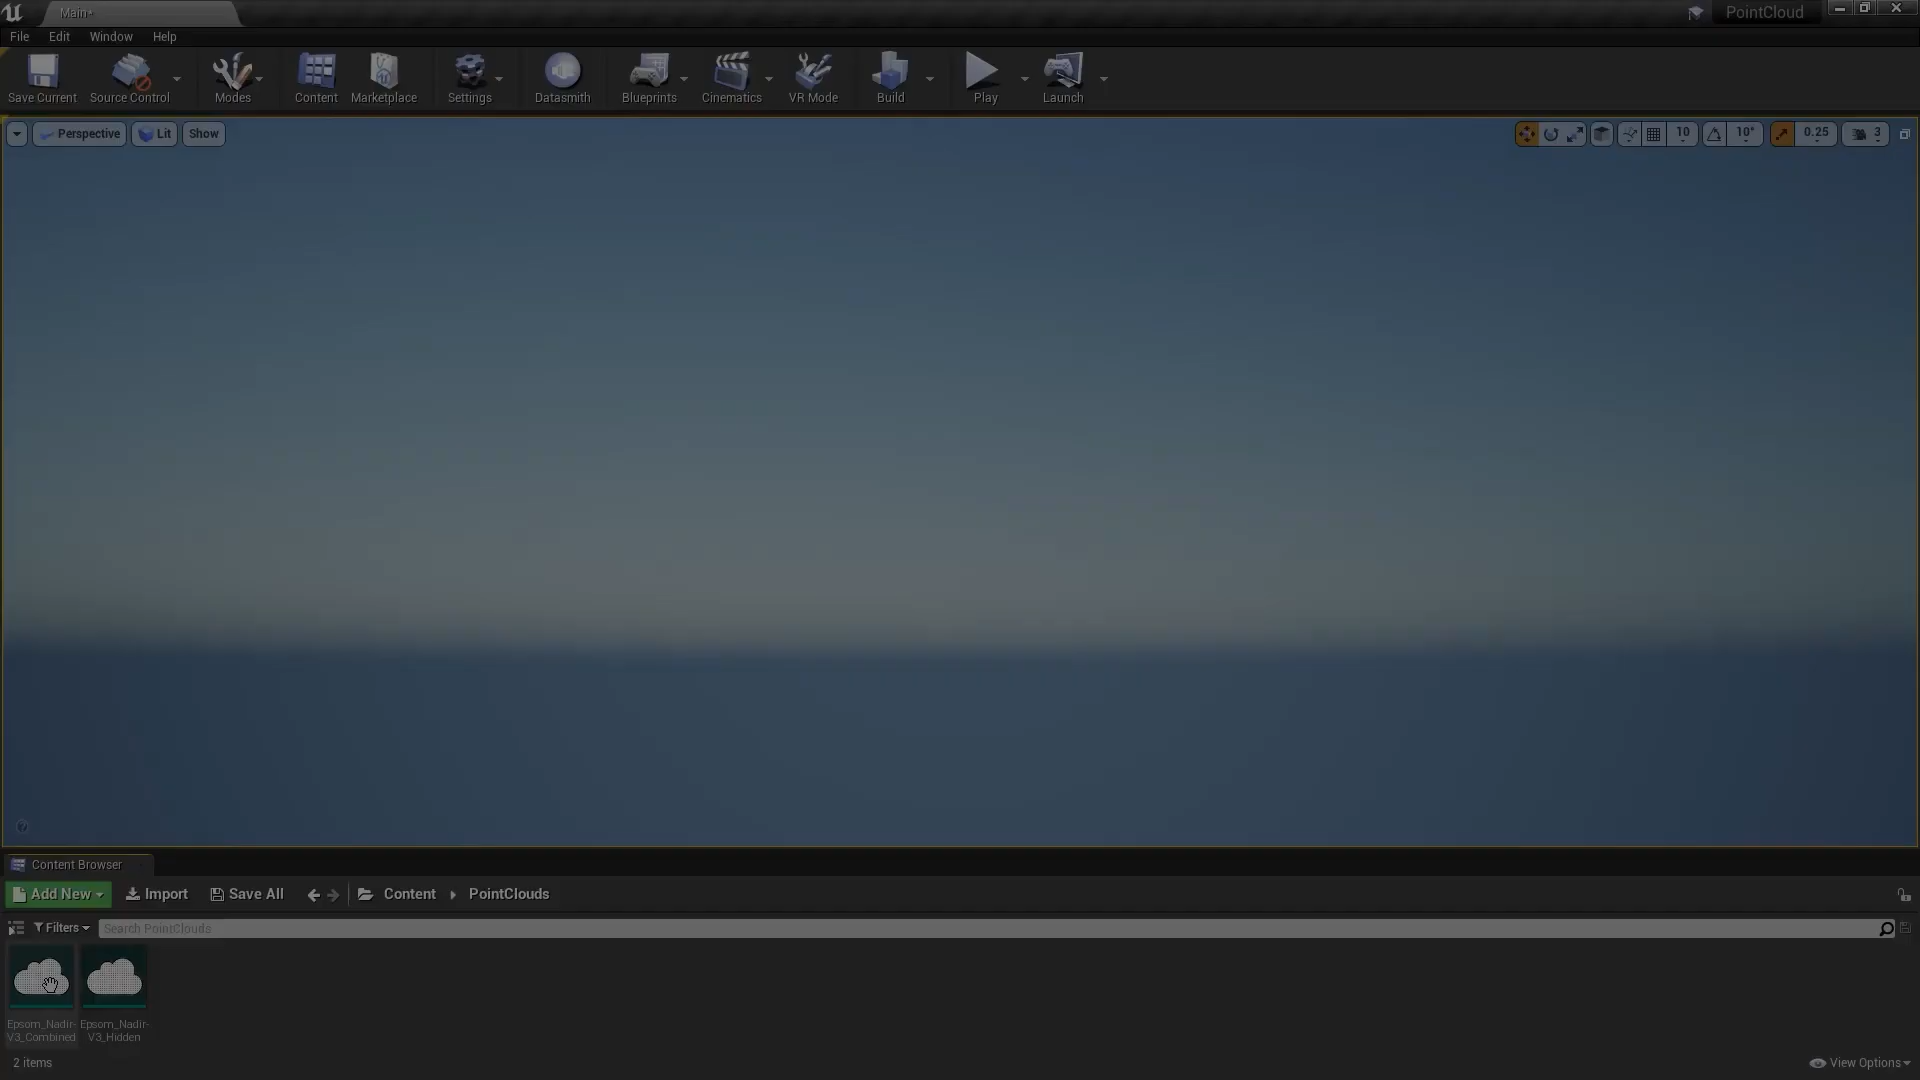 Main*
PointCloud
File Edit Window Help
Save Current Source Control Modes Content Marketplace Settings Datasmith Blueprints Cinematics VR Mode Build Play Launch
Perspective Lit Show 10 10° 0.25 3
Content Browser
Add New Import Save All Content PointClouds
Filters Search PointClouds
Epsom_Nadir-
V3_Combined
Epsom_Nadir-
V3_Hidden
2 items
View Options